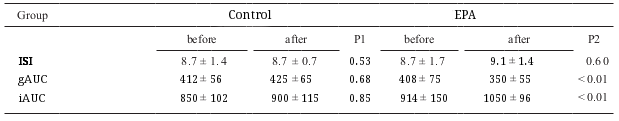 Group Control EPA
before after P1 before after P2
ISI 8.7 ± 1.4 8.7 ± 0.7 0.53 8.7 ± 1.7 9.1 ± 1.4 0.60
gAUC 412 ± 56 425 ± 65 0.68 408 ± 75 350 ± 55 <0.01
iAUC 850 ± 102 900 ± 115 0.85 914 ± 150 1050 ± 96 <0.01